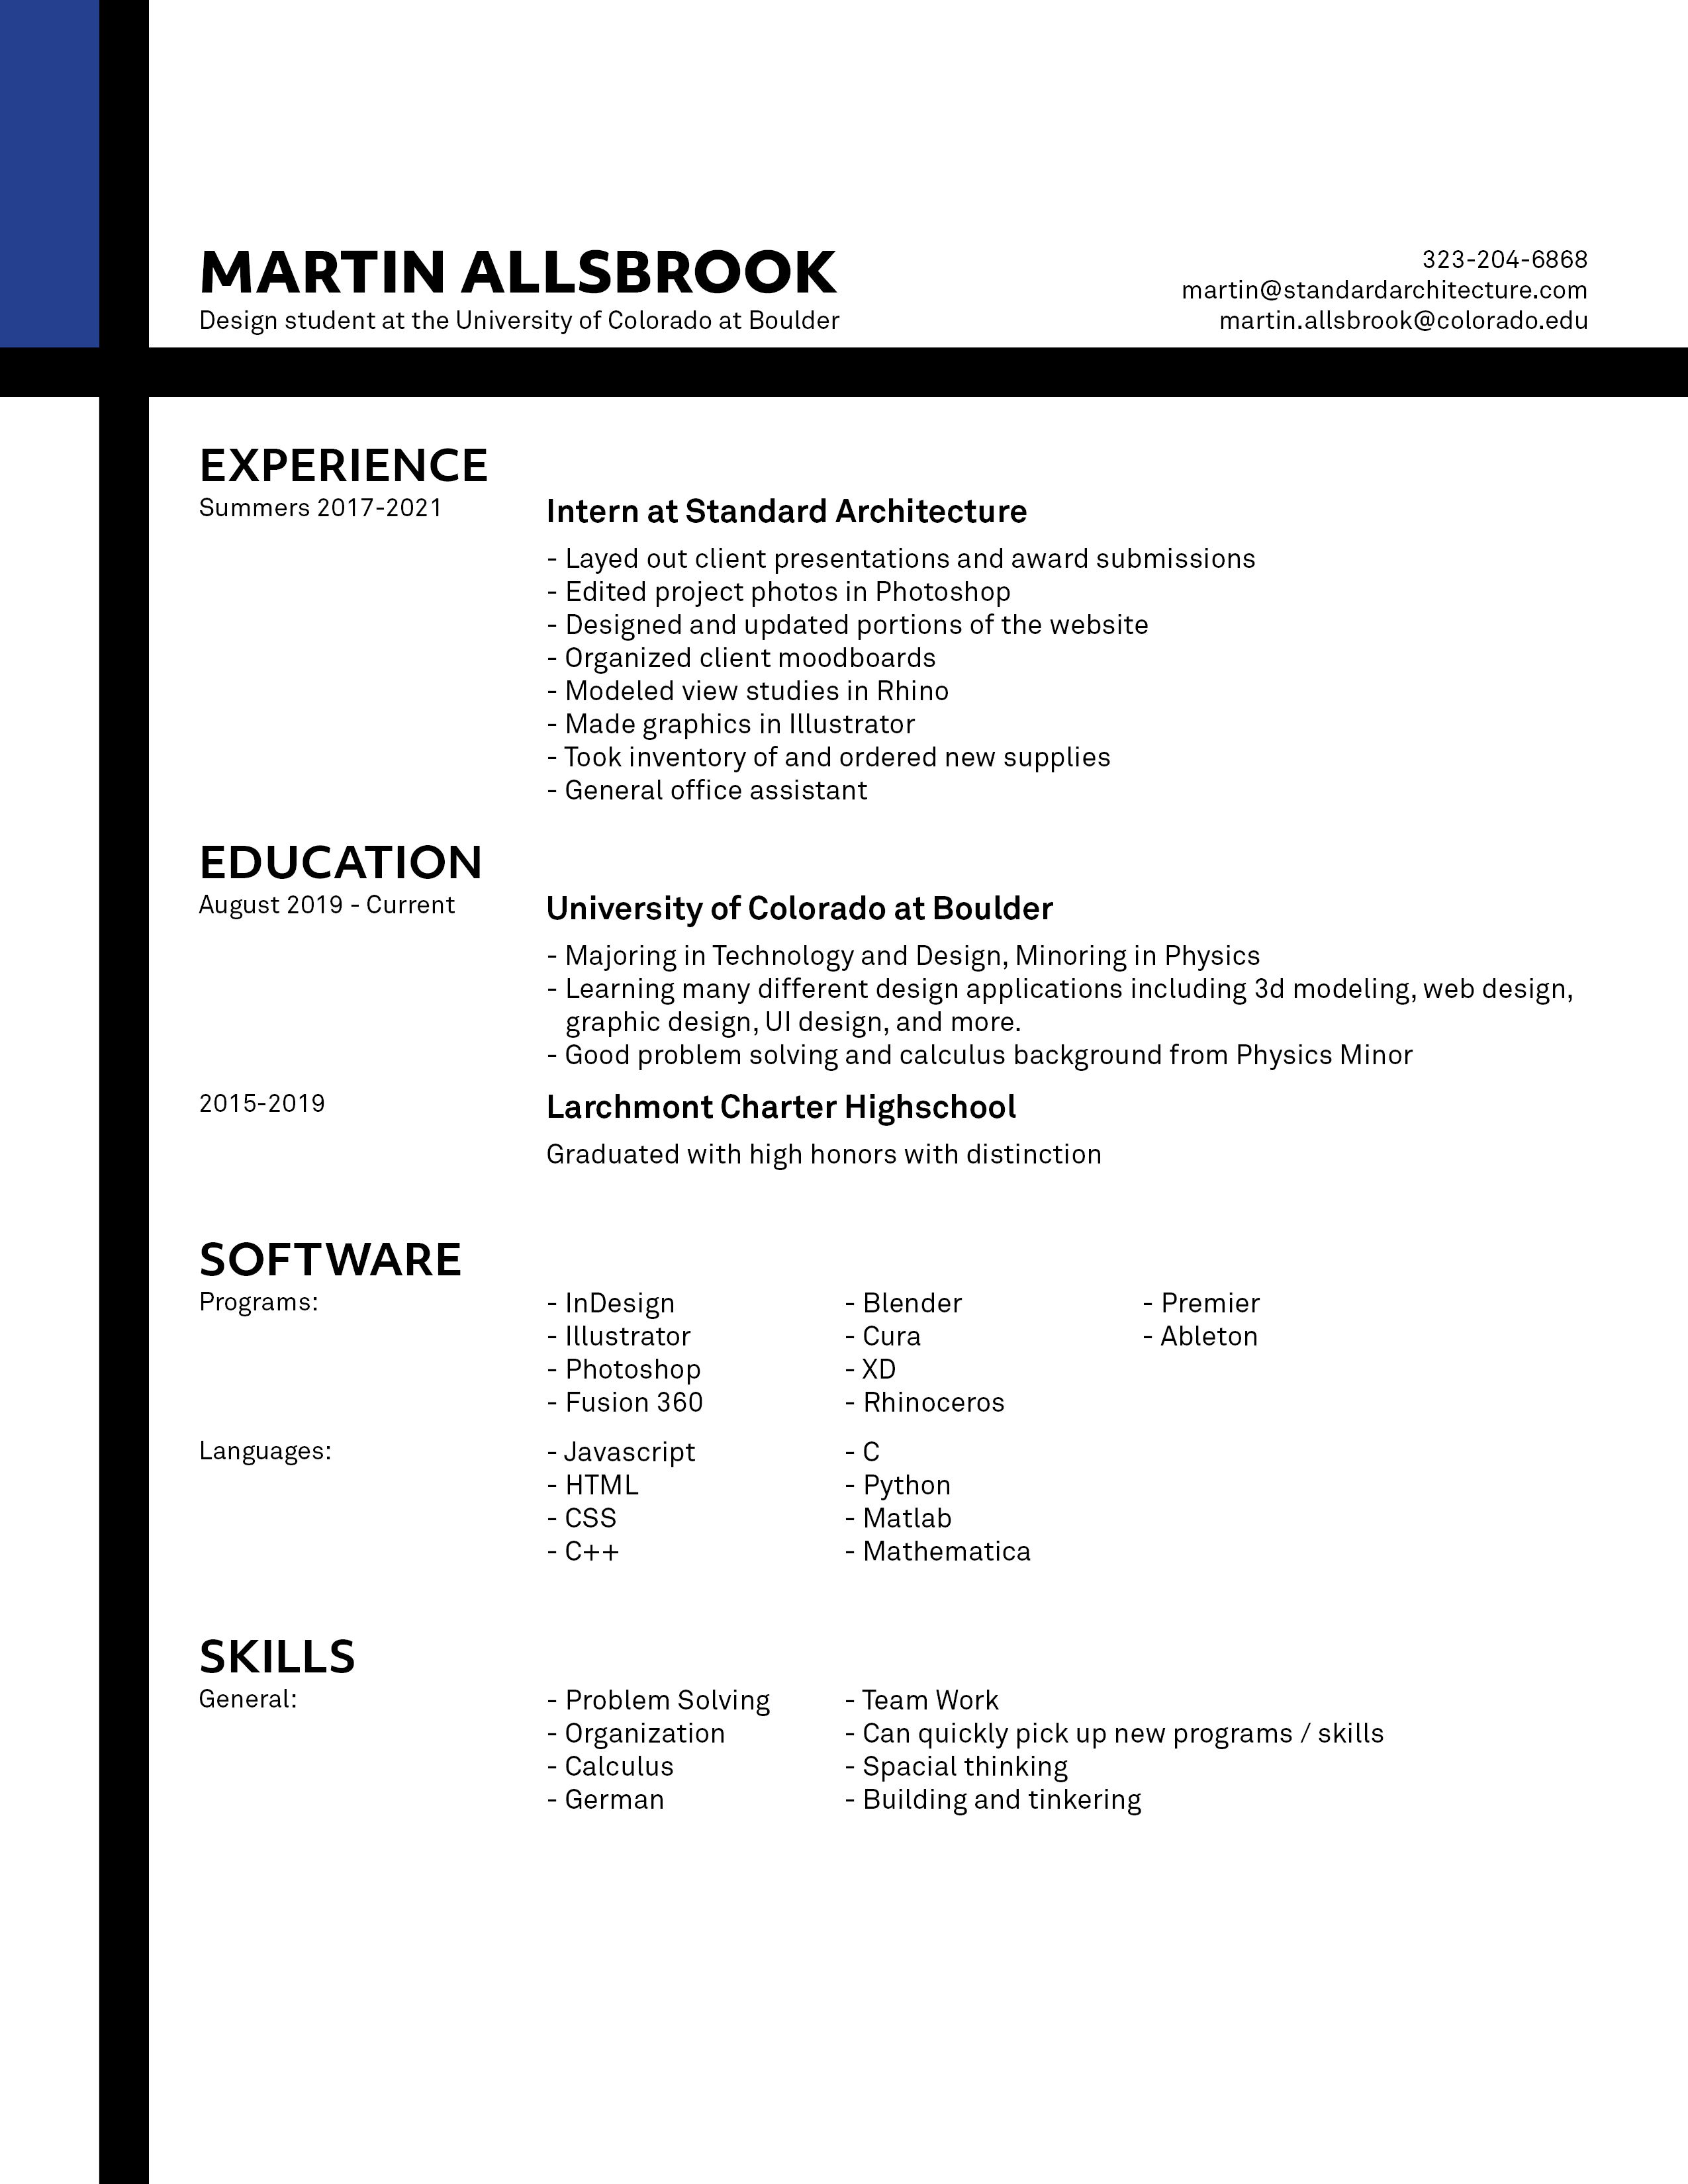 MARTIN ALLSBROOK
Design student at the University of Colorado at Boulder
323-204-6868
martin@standardarchitecture.com
martin.allsbrook@colorado.edu
EXPERIENCE
Summers 2017-2021
Intern at Standard Architecture
- Layed out client presentations and award submissions
- Edited project photos in Photoshop
- Designed and updated portions of the website
- Organized client moodboards
- Modeled view studies in Rhino
- Made graphics in Illustrator
- Took inventory of and ordered new supplies
- General office assistant
EDUCATION
August 2019 - Current
University of Colorado at Boulder
- Majoring in Technology and Design, Minoring in Physics
- Learning many different design applications including 3d modeling, web design,
graphic design, UI design, and more.
- Good problem solving and calculus background from Physics Minor
2015-2019
Larchmont Charter Highschool
Graduated with high honors with distinction
SOFTWARE
Programs:
- InDesign
- Illustrator
- Photoshop
- Fusion 360
- Blender
- Cura
- XD
- Rhinoceros
- Premier
- Ableton
Languages:
- Javascript
- HTML
- CSS
- C++
- C
- Python
- Matlab
- Mathematica
SKILLS
General:
- Problem Solving
- Organization
- Calculus
- German
- Team Work
- Can quickly pick up new programs / skills
- Spacial thinking
- Building and tinkering